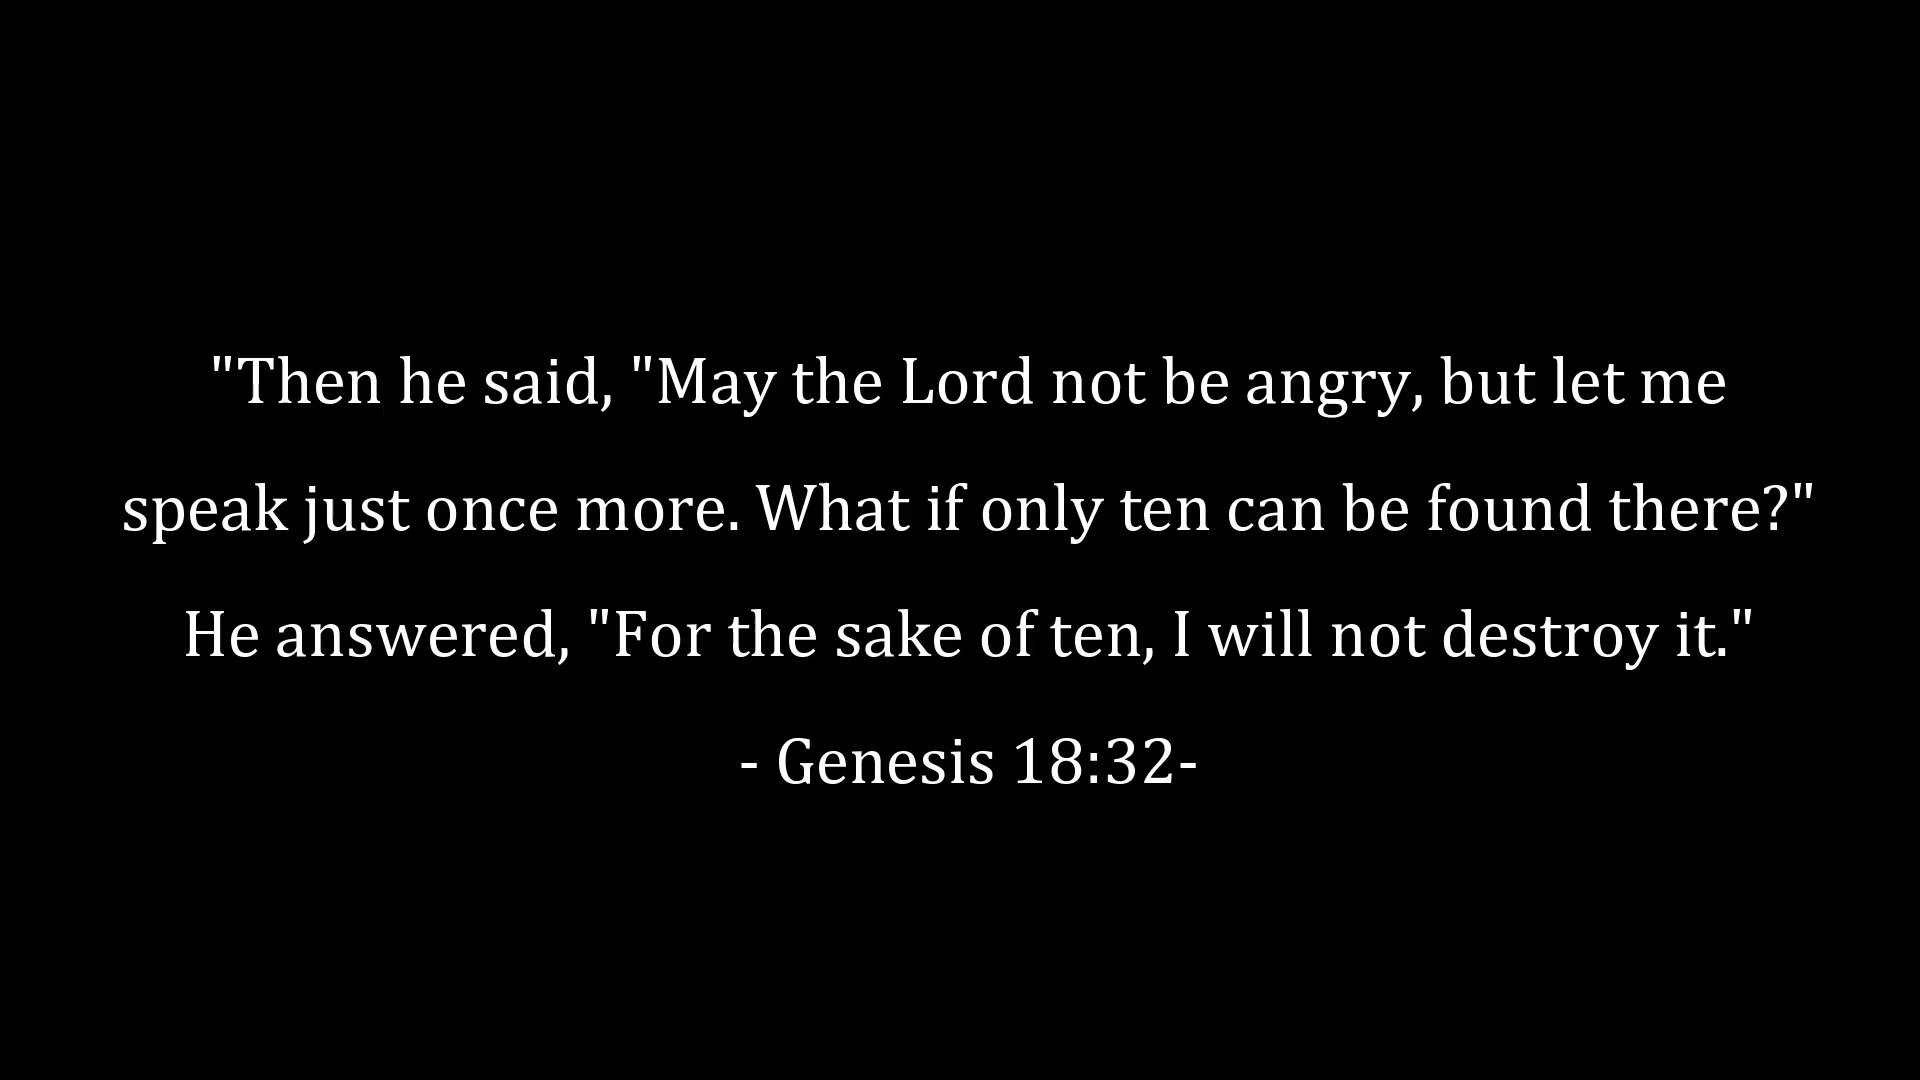 "Then he said, "May the Lord not be angry, but let me
speak just once more. What if only ten can be found there?"
He answered, "For the sake of ten, I will not destroy it."
- Genesis 18:32-